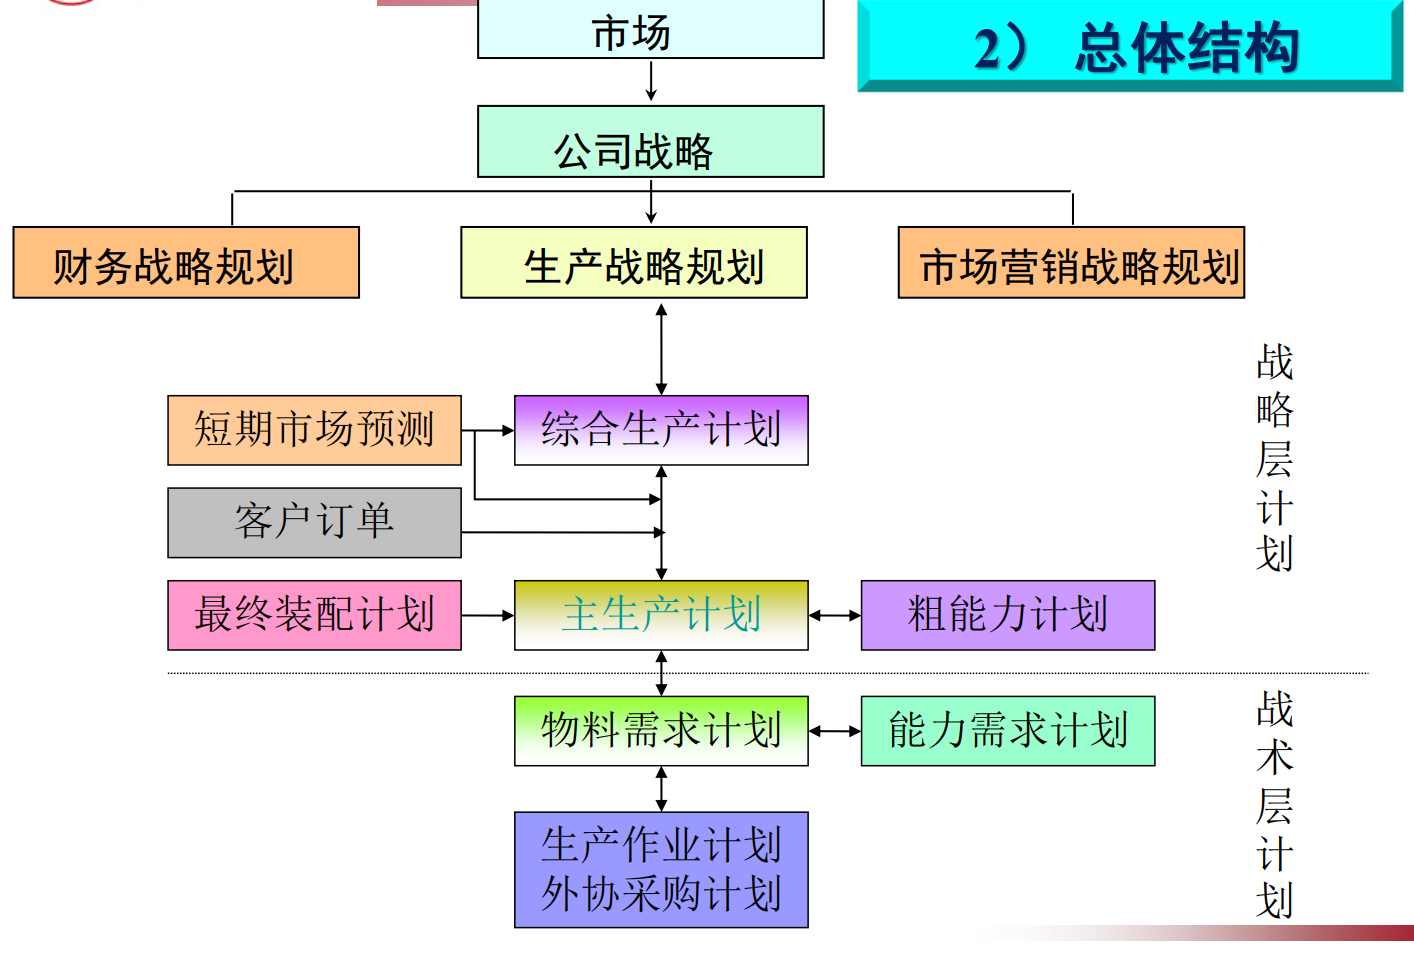 市场
2） 总体结构
公司战略
财务战略规划
生产战略规划
市场营销战略规划
短期市场预测
综合生产计划
客户订单
最终装配计划
主生产计划
粗能力计划
战略层计划
物料需求计划
能力需求计划
生产作业计划
外协采购计划
战术层计划